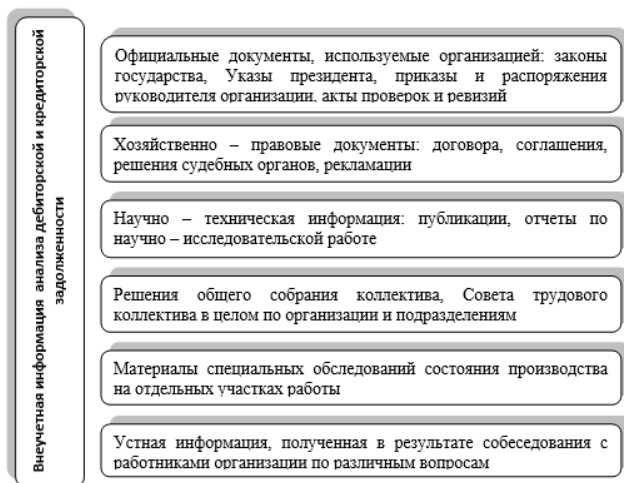 Внеучетная информация анализа дебиторской и кредиторской
задолженности
Официальные документы, используемые организацией: законы
государства, Указы президента, приказы и распоряжения
руководителя организации, акты проверок и ревизий
Хозяйственно – правовые документы: договора, соглашения,
решения судебных органов, рекламации
Научно – техническая информация: публикации, отчеты по
научно – исследовательской работе
Решения общего собрания коллектива, Совета трудового
коллектива в целом по организации и подразделениям
Материалы специальных обследований состояния производства
на отдельных участках работы
Устная информация, полученная в результате собеседования с
работниками организации по различным вопросам